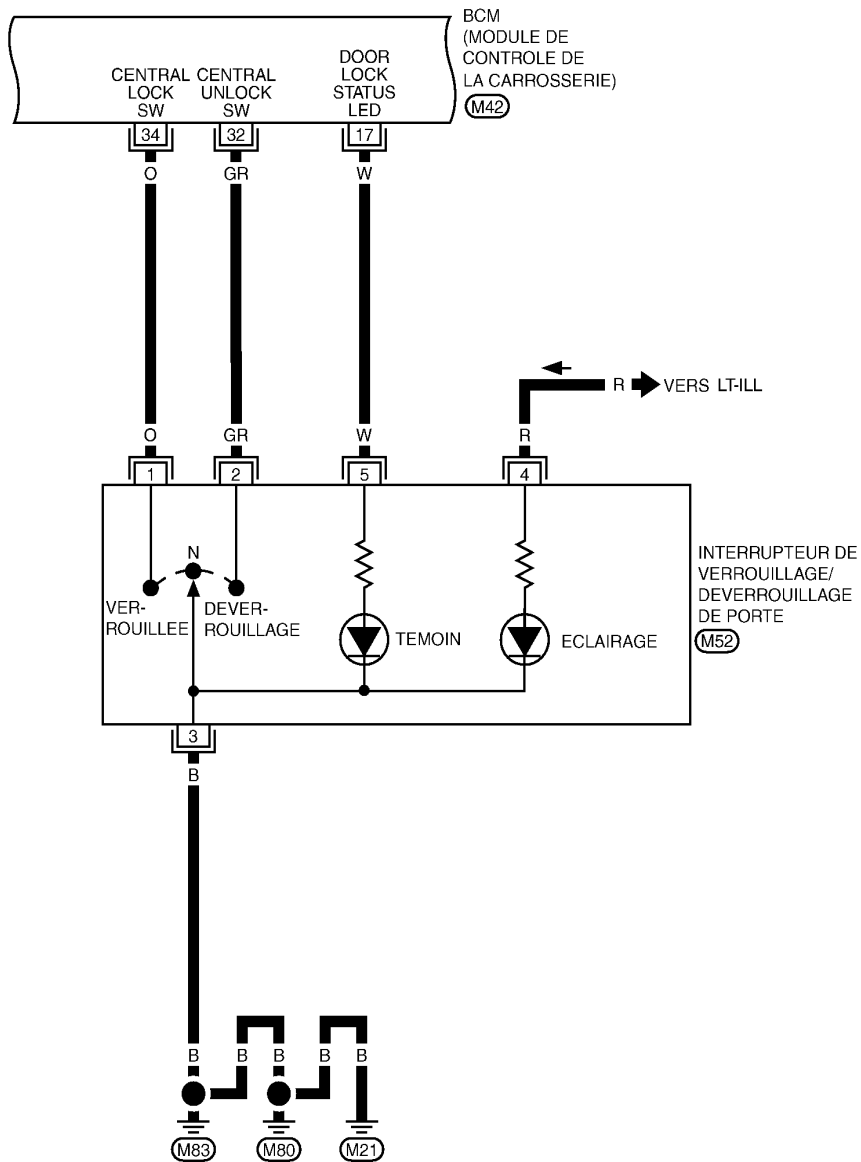 BCM
(MODULE DE
CONTROLE DE
LA CARROSSERIE)
M42
CENTRAL
LOCK
SW
CENTRAL
UNLOCK
SW
DOOR
LOCK
STATUS
LED
34
32
17
O
GR
W
R
VERS LT-ILL
O
GR
W
R
1
2
5
4
N
VER-
ROUILLEE
DEVER-
ROUILLAGE
TEMOIN
ECLAIRAGE
INTERRUPTEUR DE
VERROUILLAGE/
DEVERROUILLAGE
DE PORTE
M52
3
B
B
B
B
B
B
M83
M80
M21